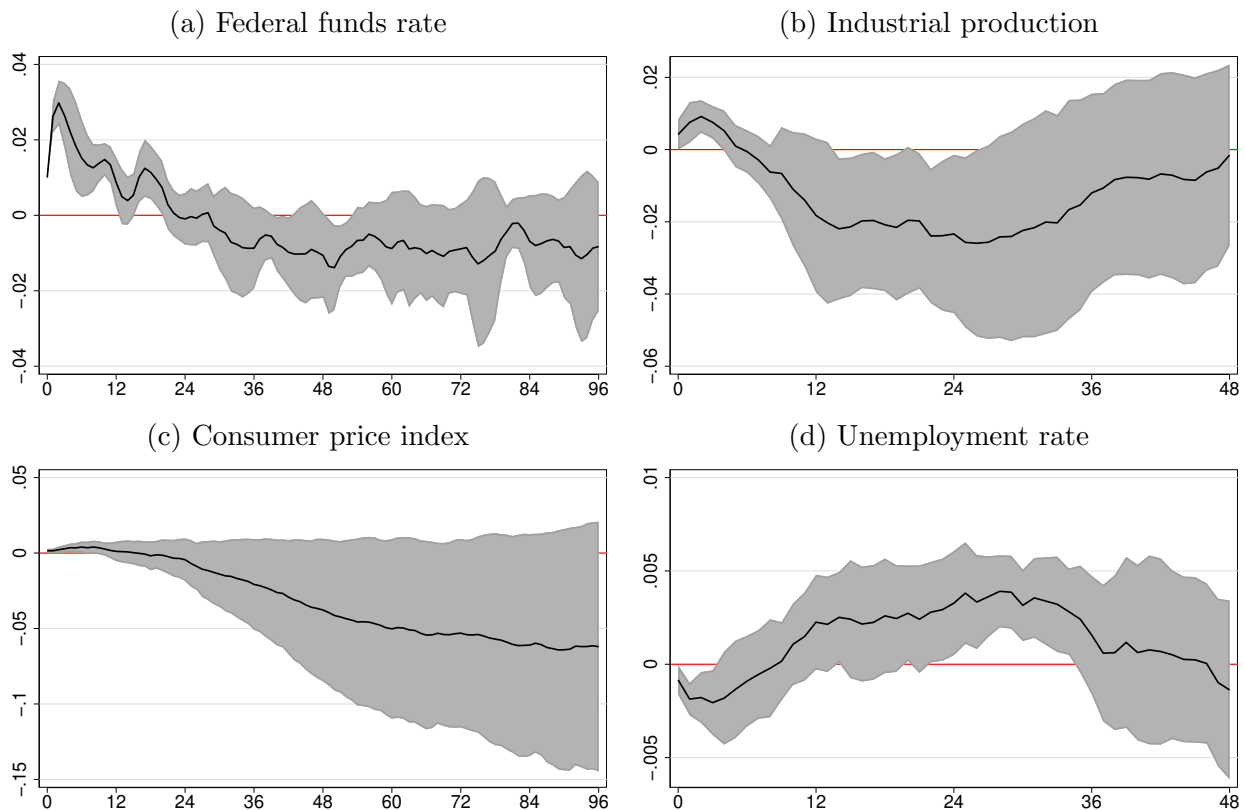 (a) Federal funds rate
.04
.02
0
-.02
-.04
0 12 24 36 48 60 72 84 96
(b) Industrial production
.02
0
-.02
-.04
-.06
0 12 24 36 48
(c) Consumer price index
.05
0
-.05
-.1
-.15
0 12 24 36 48 60 72 84 96
(d) Unemployment rate
.01
.005
0
-.005
0 12 24 36 48